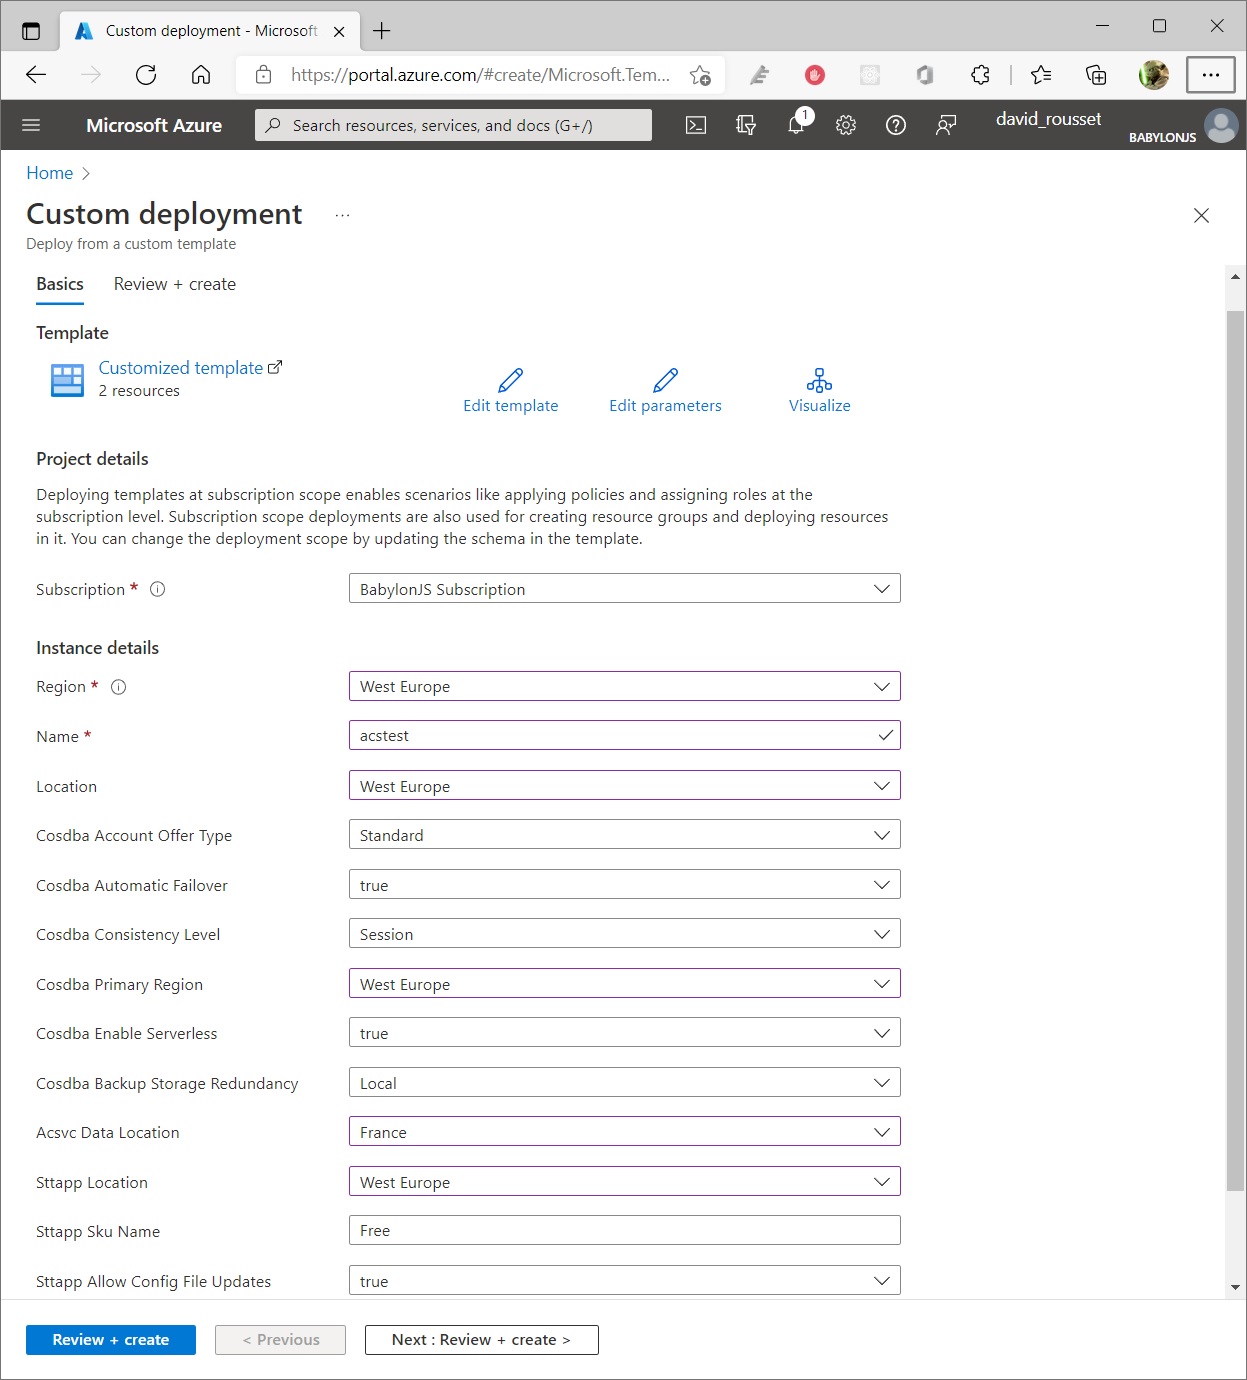 Custom deployment - Microsoft
https://portal.azure.com/#create/Microsoft.Tem...
Microsoft Azure
Search resources, services, and docs (G+/)
1
david_rousset
BABYLONJS
Home
Custom deployment
Deploy from a custom template
Basics
Review + create
Template
Customized template
2 resources
Edit template
Edit parameters
Visualize
Project details
Deploying templates at subscription scope enables scenarios like applying policies and assigning roles at the
subscription level. Subscription scope deployments are also used for creating resource groups and deploying resources
in it. You can change the deployment scope by updating the schema in the template.
Subscription *
BabylonJS Subscription
Instance details
Region *
West Europe
Name *
acstest
Location
West Europe
Cosdba Account Offer Type
Standard
Cosdba Automatic Failover
true
Cosdba Consistency Level
Session
Cosdba Primary Region
West Europe
Cosdba Enable Serverless
true
Cosdba Backup Storage Redundancy
Local
Acsvc Data Location
France
Sttapp Location
West Europe
Sttapp Sku Name
Free
Sttapp Allow Config File Updates
true
Review + create
< Previous
Next : Review + create >